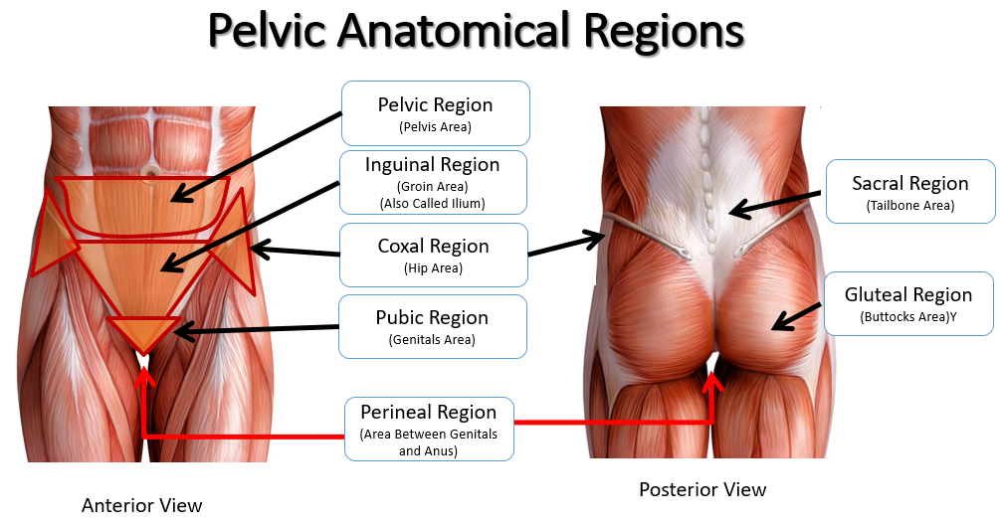 Pelvic Anatomical Regions
Pelvic Region
(Pelvis Area)
Inguinal Region
(Groin Area)
(Also Called Ilium)
Coxal Region
(Hip Area)
Pubic Region
(Genitals Area)
Perineal Region
(Area Between Genitals
and Anus)
Sacral Region
(Tailbone Area)
Gluteal Region
(Buttocks Area)Y
Anterior View
Posterior View